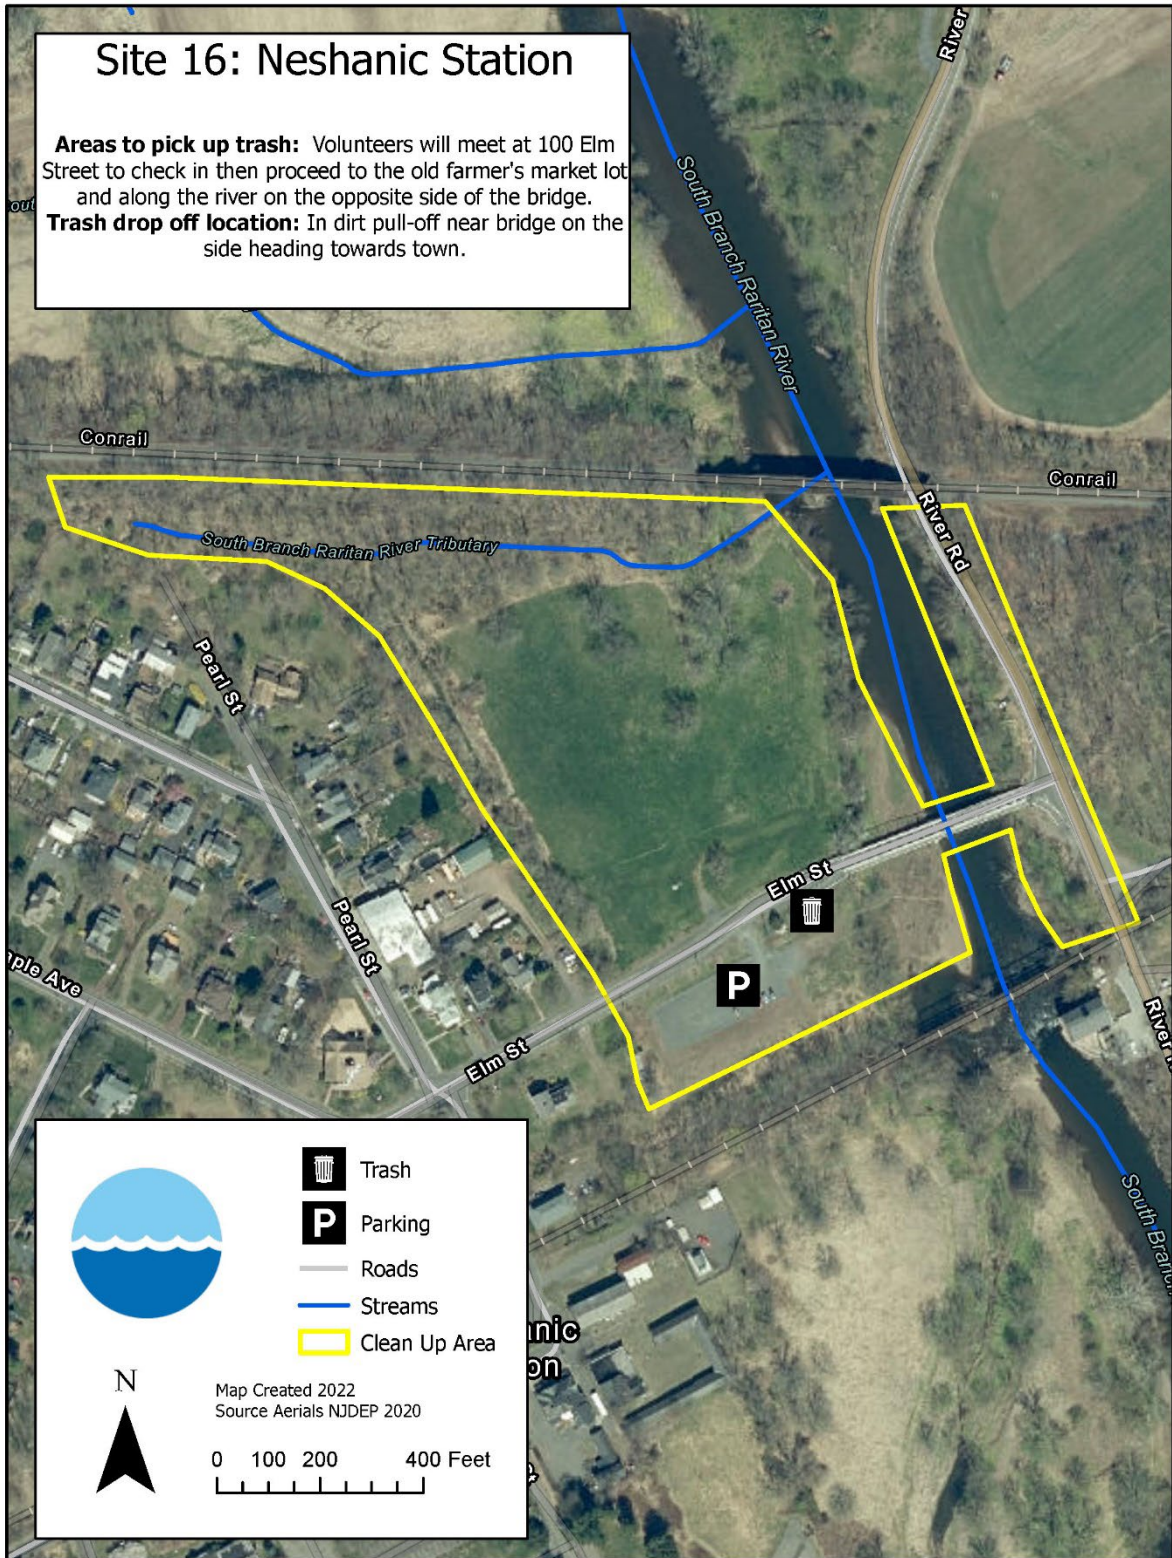 Site 16: Neshanic Station
Areas to pick up trash: Volunteers will meet at 100 Elm
Street to check in then proceed to the old farmer's market lot
and along the river on the opposite side of the bridge.
Trash drop off location: In dirt pull-off near bridge on the
side heading towards town.
River
South Branch Raritan River
Conrail
Conrail
River Rd
South Branch Raritan River Tributary
Pearl St
Pearl St
Elm St
P
Elm St
River
South Branch
Trash
P
Parking
Roads
Streams
Clean Up Area
N
Map Created 2022
Source Aerials NJDEP 2020
0 100 200 400 Feet